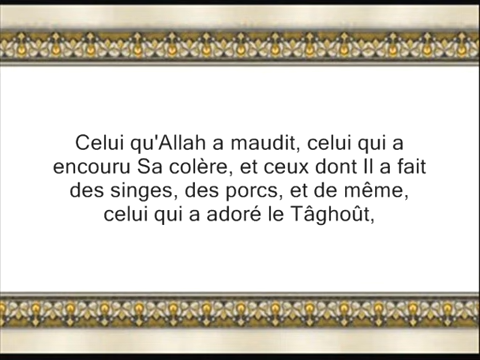 Celui qu'Allah a maudit, celui qui a
encouru Sa colère, et ceux dont Il a fait
des singes, des porcs, et de même,
celui qui a adoré le Tâghoût,